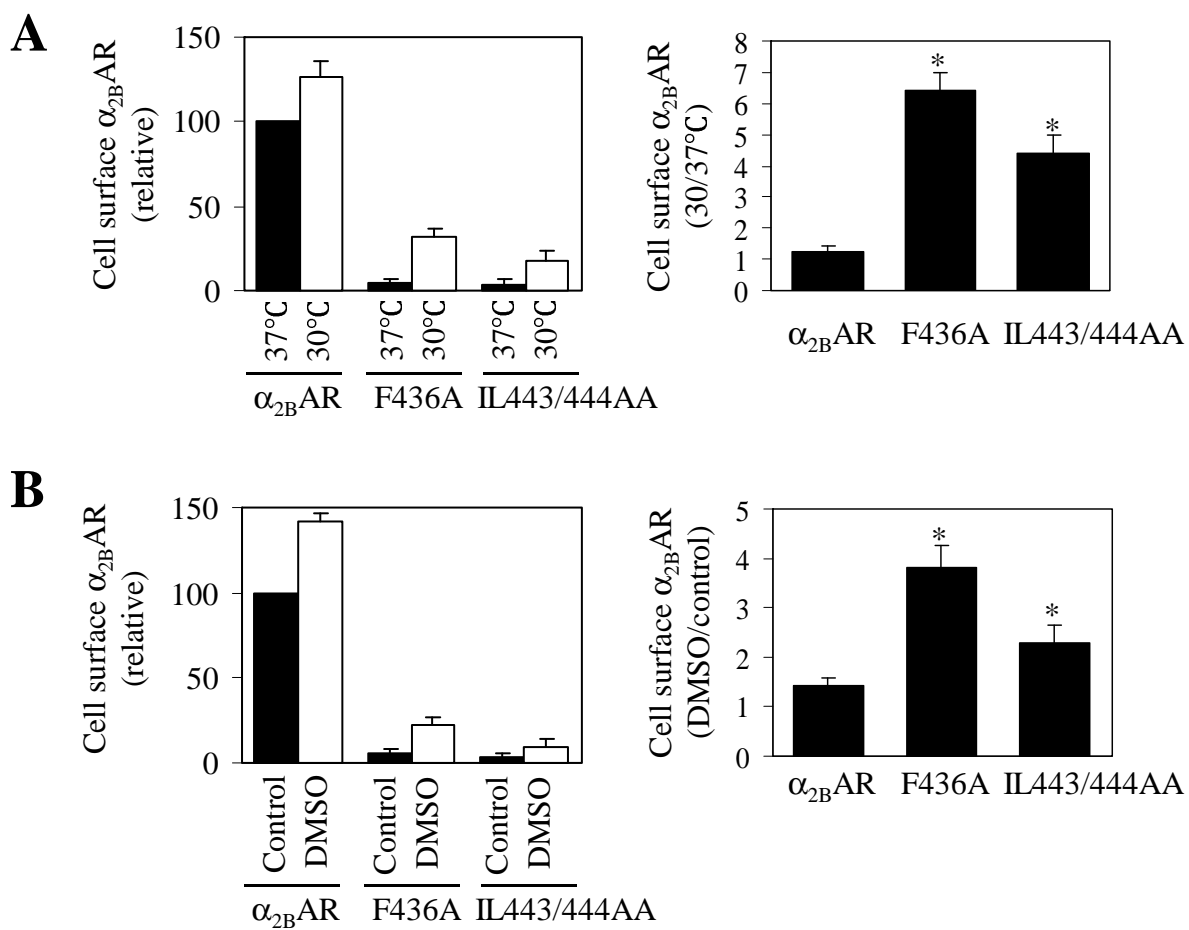 A
Cell surface α2BAR
(relative)
150
100
50
0
37°C
30°C
37°C
30°C
37°C
30°C
α2BAR
F436A
IL443/444AA
Cell surface α2BAR
(30/37°C)
8
7
6
5
4
3
2
1
0
*
*
α2BAR
F436A
IL443/444AA
B
Cell surface α2BAR
(relative)
150
100
50
0
Control
DMSO
Control
DMSO
Control
DMSO
α2BAR
F436A
IL443/444AA
Cell surface α2BAR
(DMSO/control)
5
4
3
2
1
0
*
*
α2BAR
F436A
IL443/444AA